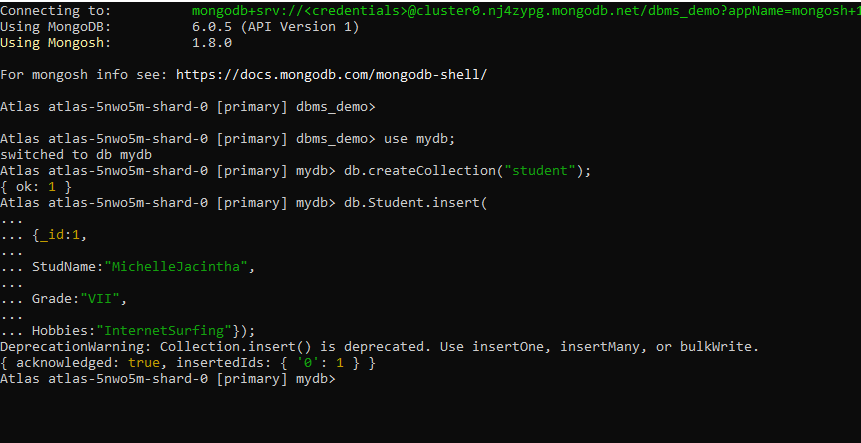 Connecting to: mongodb+srv://<credentials>@cluster0.nj4zypg.mongodb.net/dbms_demo?appName=mongosh+1
Using MongoDB: 6.0.5 (API Version 1)
Using Mongosh: 1.8.0
For mongosh info see: https://docs.mongodb.com/mongodb-shell/
Atlas atlas-5nwo5m-shard-0 [primary] dbms_demo>
Atlas atlas-5nwo5m-shard-0 [primary] dbms_demo> use mydb;
switched to db mydb
Atlas atlas-5nwo5m-shard-0 [primary] mydb> db.createCollection("student");
{ ok: 1 }
Atlas atlas-5nwo5m-shard-0 [primary] mydb> db.Student.insert(
...
... {_id:1,
...
... StudName:"MichelleJacintha",
...
... Grade:"VII",
...
... Hobbies:"InternetSurfing"});
DeprecationWarning: Collection.insert() is deprecated. Use insertOne, insertMany, or bulkWrite.
{ acknowledged: true, insertedIds: { '0': 1 } }
Atlas atlas-5nwo5m-shard-0 [primary] mydb>